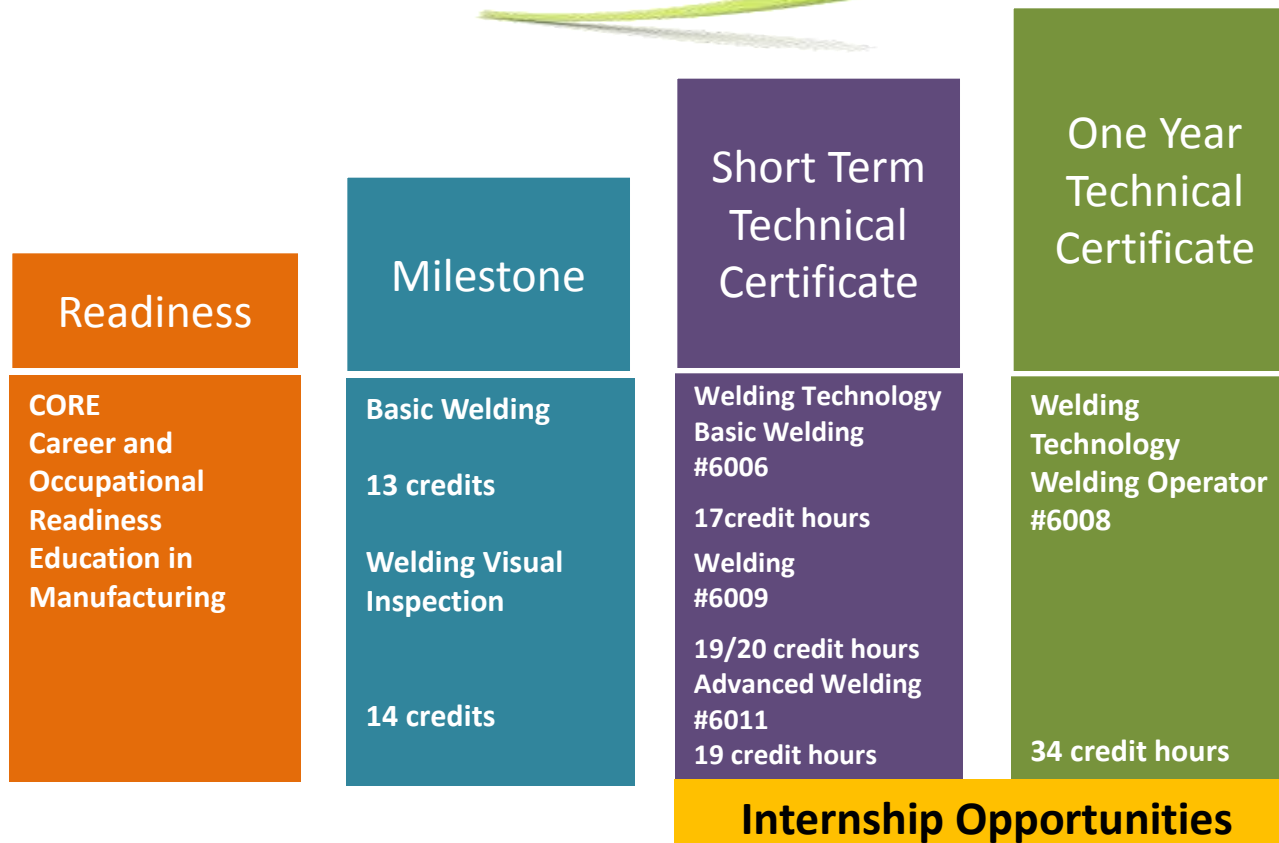 Readiness
CORE
Career and
Occupational
Readiness
Education in
Manufacturing
Milestone
Basic Welding
13 credits
Welding Visual
Inspection
14 credits
Short Term
Technical
Certificate
Welding Technology
Basic Welding
#6006
17credit hours
Welding
#6009
19/20 credit hours
Advanced Welding
#6011
19 credit hours
One Year
Technical
Certificate
Welding
Technology
Welding Operator
#6008
34 credit hours
Internship Opportunities